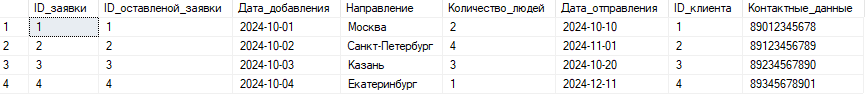 ID_заявки ID_оставленой_заявки Дата_добавления Направление Количество_людей Дата_отправления ID_клиента Контактные_данные
1 1 1 2024-10-01 Москва 2 2024-10-10 1 89012345678
2 2 2 2024-10-02 Санкт-Петербург 4 2024-11-01 2 89123456789
3 3 3 2024-10-03 Казань 3 2024-10-20 3 89234567890
4 4 4 2024-10-04 Екатеринбург 1 2024-12-11 4 89345678901